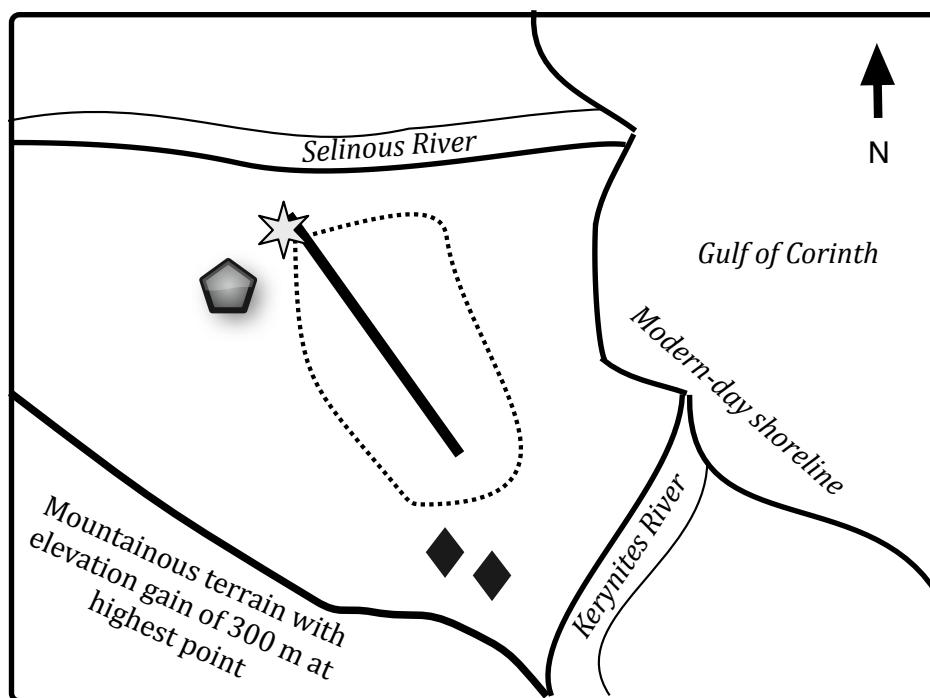 Selinous River
N
Gulf of Corinth
Modern-day shoreline
Kerynites River
Mountainous terrain with
elevation gain of 300 m at
highest point